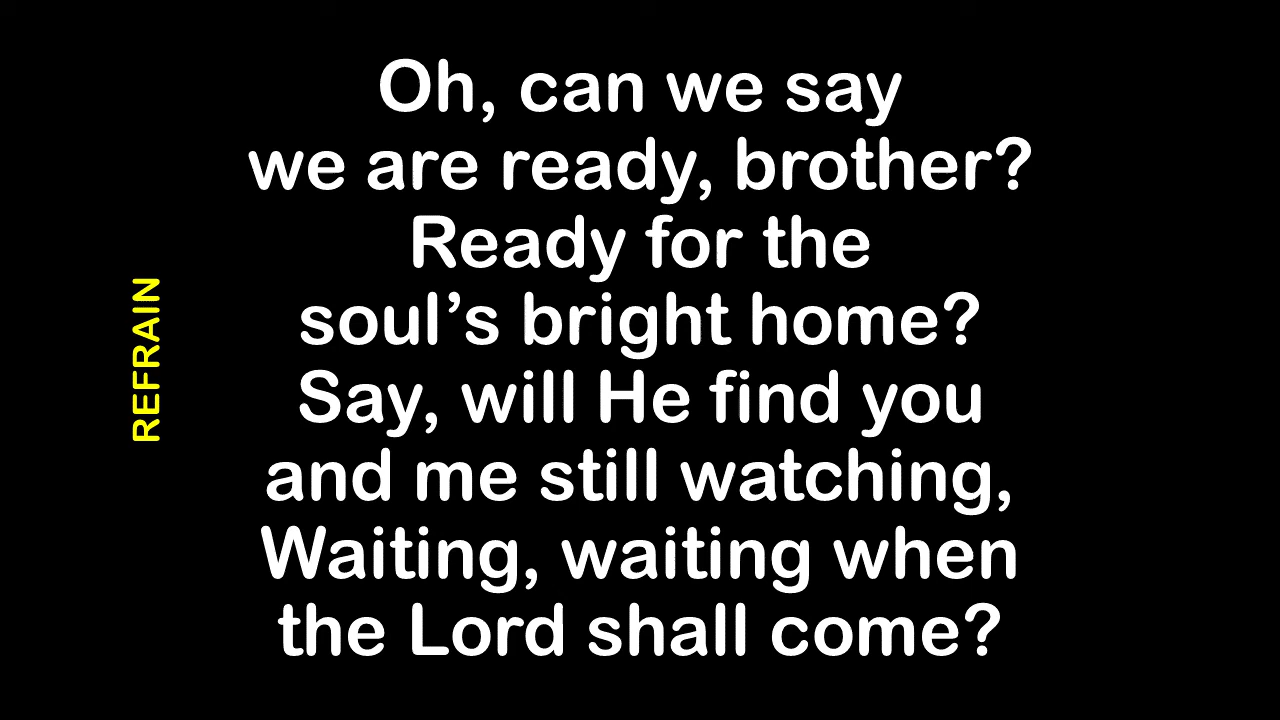 Oh, can we say
we are ready, brother?
Ready for the
soul’s bright home?
Say, will He find you
and me still watching,
Waiting, waiting when
the Lord shall come?
REFRAIN